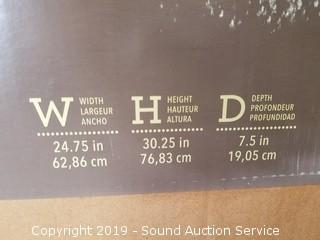 W WIDTH LARGEUR ANCHO
24.75 in
62,86 cm
H HEIGHT HAUTEUR ALTURA
30.25 in
76,83 cm
D DEPTH PROFONDEUR PROFUNDIDAD
7.5 in
19,05 cm
Copyright 2019 - Sound Auction Service